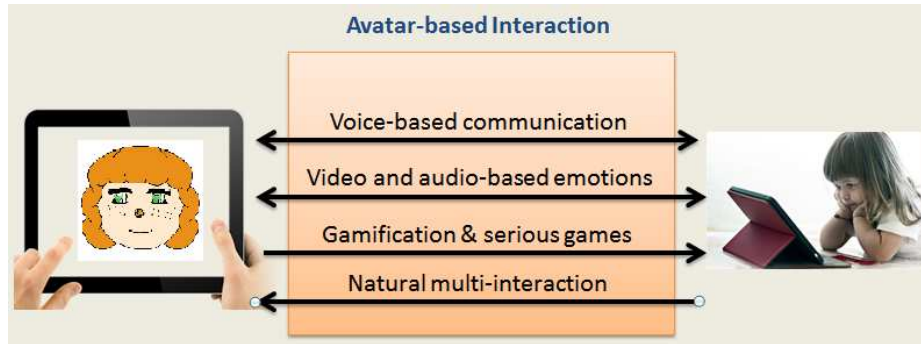 Avatar-based Interaction
Voice-based communication
Video and audio-based emotions
Gamification & serious games
Natural multi-interaction